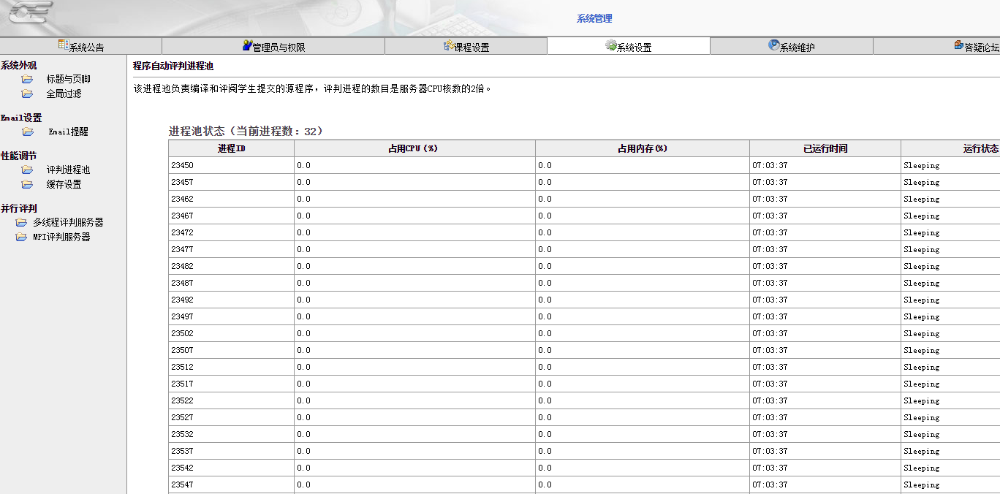 系统管理
系统公告 管理员与权限 课程设置 系统设置 系统维护 答疑论坛
系统外观
标题与页脚
全局过滤
Email设置
Email提醒
性能调节
评判进程池
缓存设置
并行评判
多线程评判服务器
MPI评判服务器
程序自动评判进程池
该进程池负责编译和评阅学生提交的源程序，评判进程的数目是服务器CPU核数的2倍。
进程池状态（当前进程数：32）
进程ID 占用CPU（%） 占用内存(%) 已运行时间 运行状态
23450 0.0 0.0 07:03:37 Sleeping
23457 0.0 0.0 07:03:37 Sleeping
23462 0.0 0.0 07:03:37 Sleeping
23467 0.0 0.0 07:03:37 Sleeping
23472 0.0 0.0 07:03:37 Sleeping
23477 0.0 0.0 07:03:37 Sleeping
23482 0.0 0.0 07:03:37 Sleeping
23487 0.0 0.0 07:03:37 Sleeping
23492 0.0 0.0 07:03:37 Sleeping
23497 0.0 0.0 07:03:37 Sleeping
23502 0.0 0.0 07:03:37 Sleeping
23507 0.0 0.0 07:03:37 Sleeping
23512 0.0 0.0 07:03:37 Sleeping
23517 0.0 0.0 07:03:37 Sleeping
23522 0.0 0.0 07:03:37 Sleeping
23527 0.0 0.0 07:03:37 Sleeping
23532 0.0 0.0 07:03:37 Sleeping
23537 0.0 0.0 07:03:37 Sleeping
23542 0.0 0.0 07:03:37 Sleeping
23547 0.0 0.0 07:03:37 Sleeping